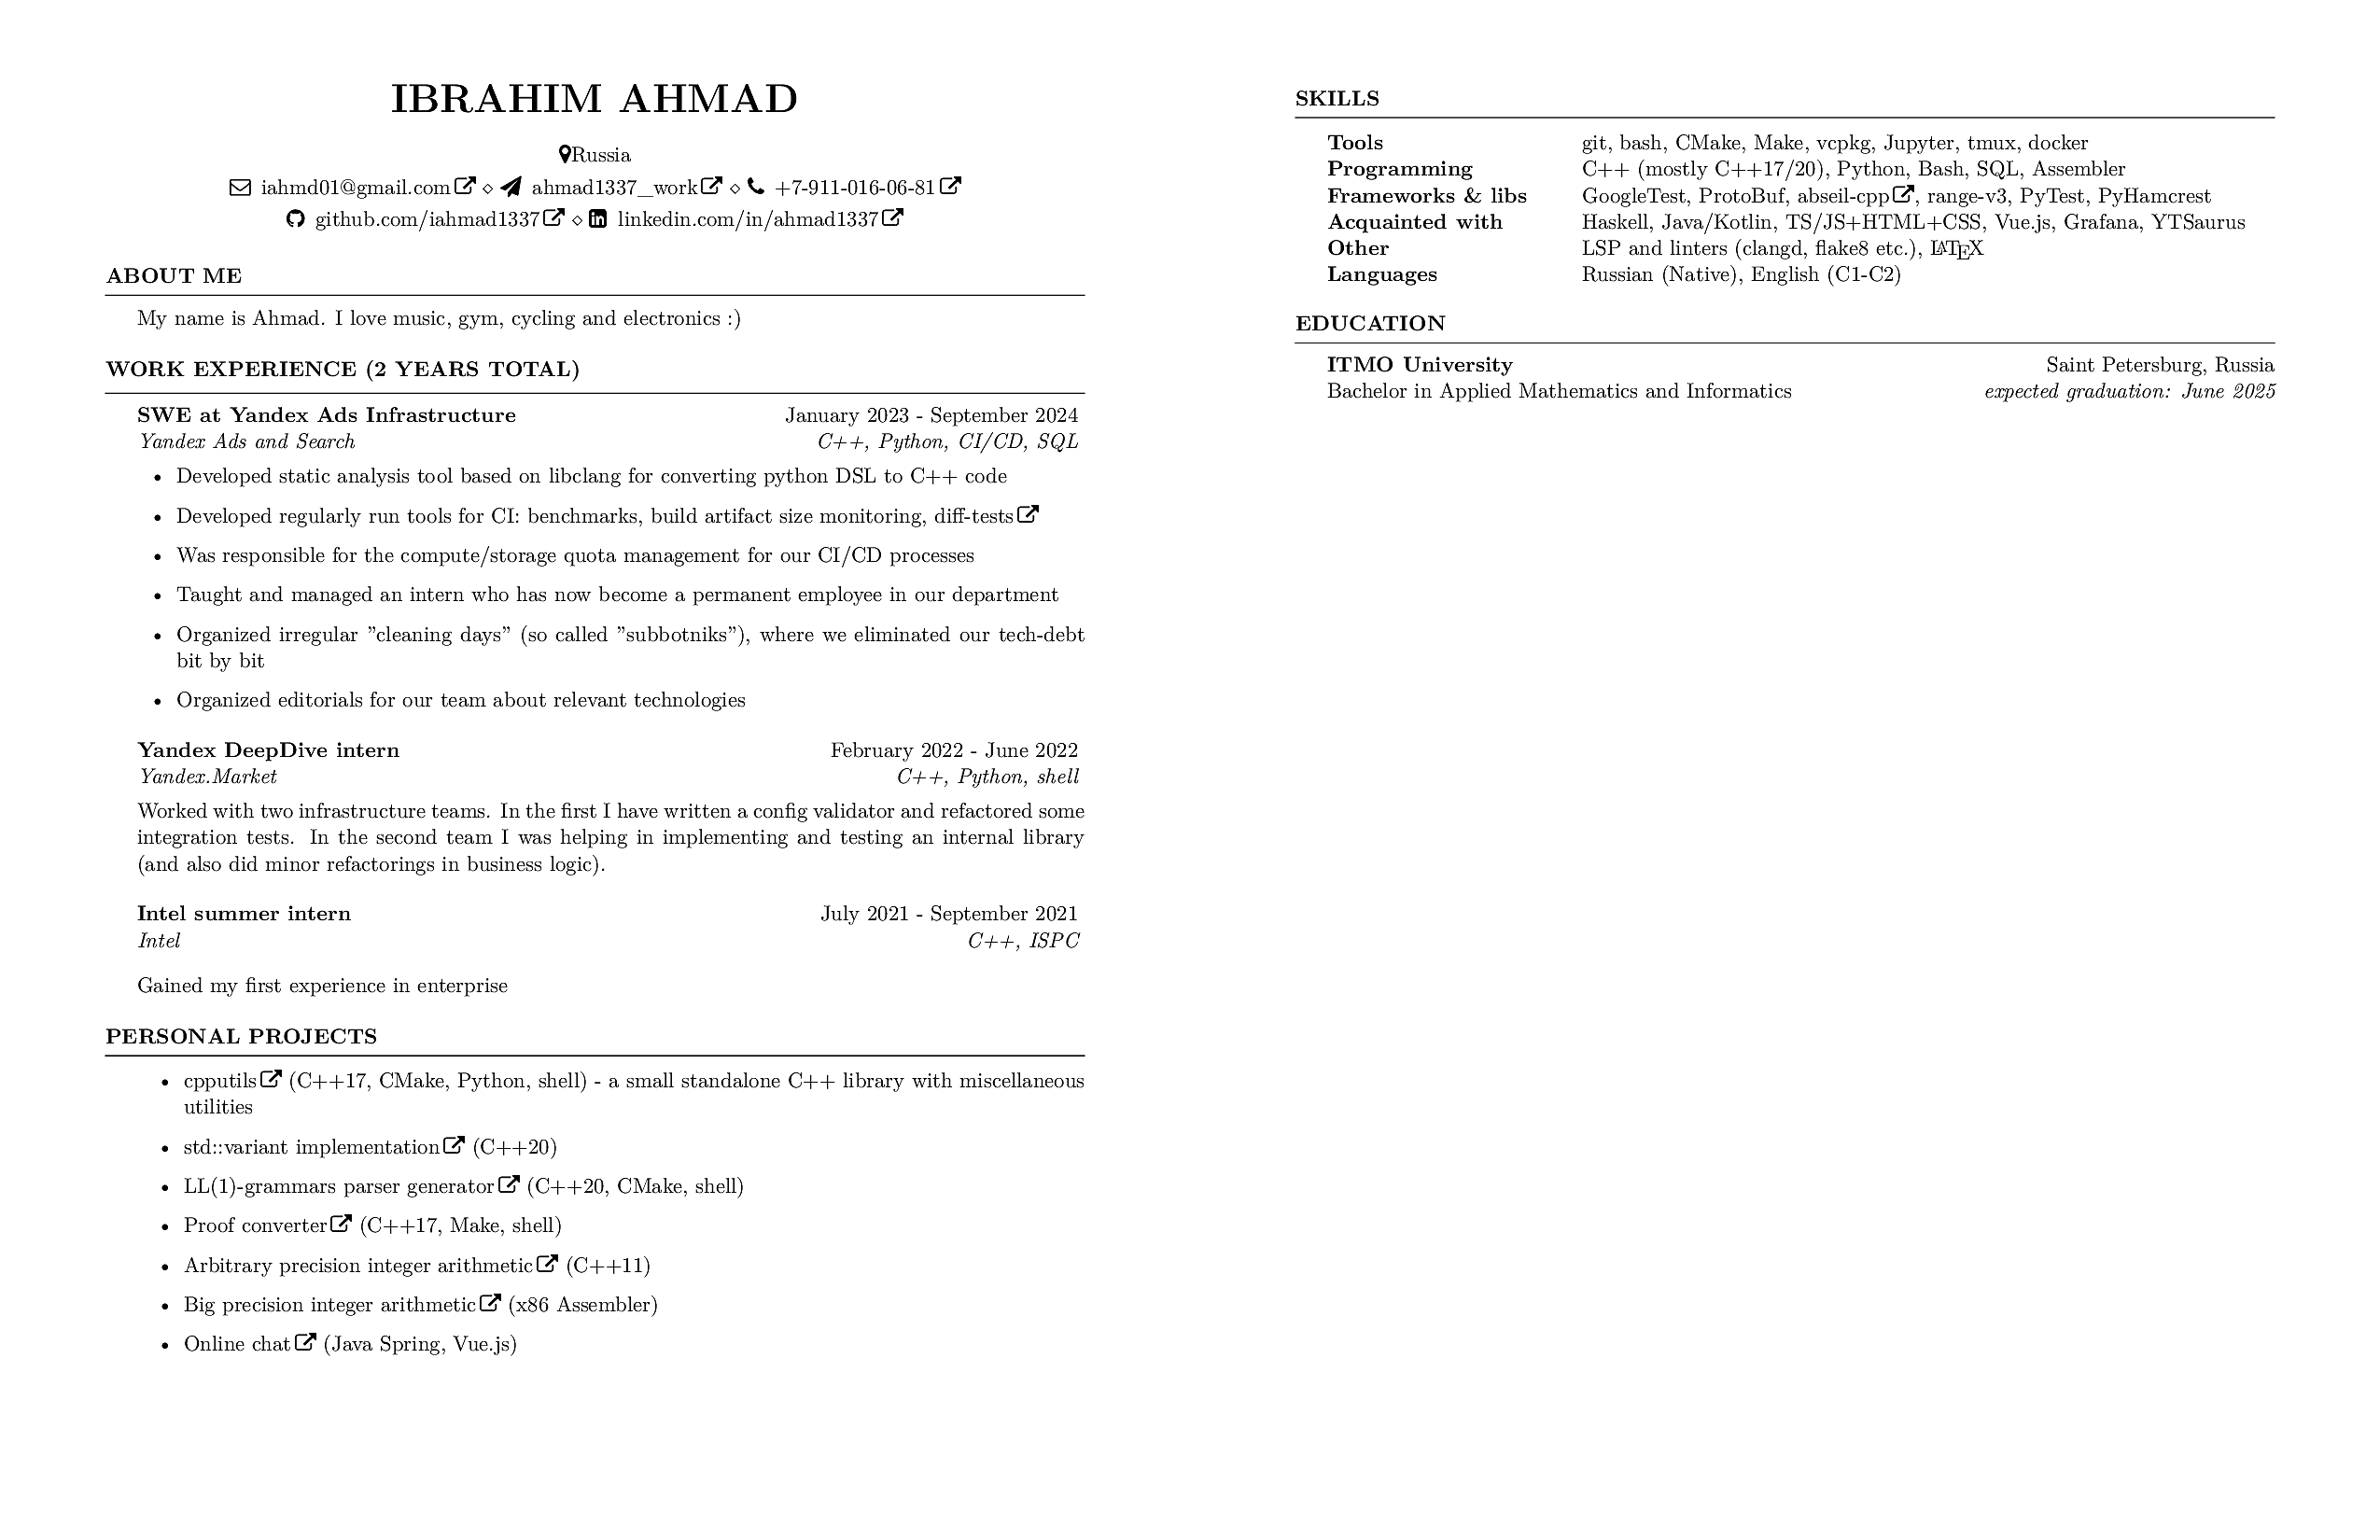 IBRAHIM AHMAD
Russia
iahmd01@gmail.com ⋄ ahmad1337_work ⋄ +7-911-016-06-81
github.com/iahmad1337 ⋄ linkedin.com/in/ahmad1337
ABOUT ME
My name is Ahmad. I love music, gym, cycling and electronics :)
WORK EXPERIENCE (2 YEARS TOTAL)
SWE at Yandex Ads Infrastructure January 2023 - September 2024
Yandex Ads and Search C++, Python, CI/CD, SQL
• Developed static analysis tool based on libclang for converting python DSL to C++ code
• Developed regularly run tools for CI: benchmarks, build artifact size monitoring, diff-tests
• Was responsible for the compute/storage quota management for our CI/CD processes
• Taught and managed an intern who has now become a permanent employee in our department
• Organized irregular ”cleaning days” (so called ”subbotniks”), where we eliminated our tech-debt
bit by bit
• Organized editorials for our team about relevant technologies
Yandex DeepDive intern February 2022 - June 2022
Yandex.Market C++, Python, shell
Worked with two infrastructure teams. In the first I have written a config validator and refactored some
integration tests. In the second team I was helping in implementing and testing an internal library
(and also did minor refactorings in business logic).
Intel summer intern July 2021 - September 2021
Intel C++, ISPC
Gained my first experience in enterprise
PERSONAL PROJECTS
• cpputils (C++17, CMake, Python, shell) - a small standalone C++ library with miscellaneous
utilities
• std::variant implementation (C++20)
• LL(1)-grammars parser generator (C++20, CMake, shell)
• Proof converter (C++17, Make, shell)
• Arbitrary precision integer arithmetic (C++11)
• Big precision integer arithmetic (x86 Assembler)
• Online chat (Java Spring, Vue.js)
SKILLS
Tools git, bash, CMake, Make, vcpkg, Jupyter, tmux, docker
Programming C++ (mostly C++17/20), Python, Bash, SQL, Assembler
Frameworks & libs GoogleTest, ProtoBuf, abseil-cpp, range-v3, PyTest, PyHamcrest
Acquainted with Haskell, Java/Kotlin, TS/JS+HTML+CSS, Vue.js, Grafana, YTSaurus
Other LSP and linters (clangd, flake8 etc.), LATEX
Languages Russian (Native), English (C1-C2)
EDUCATION
ITMO University Saint Petersburg, Russia
Bachelor in Applied Mathematics and Informatics expected graduation: June 2025